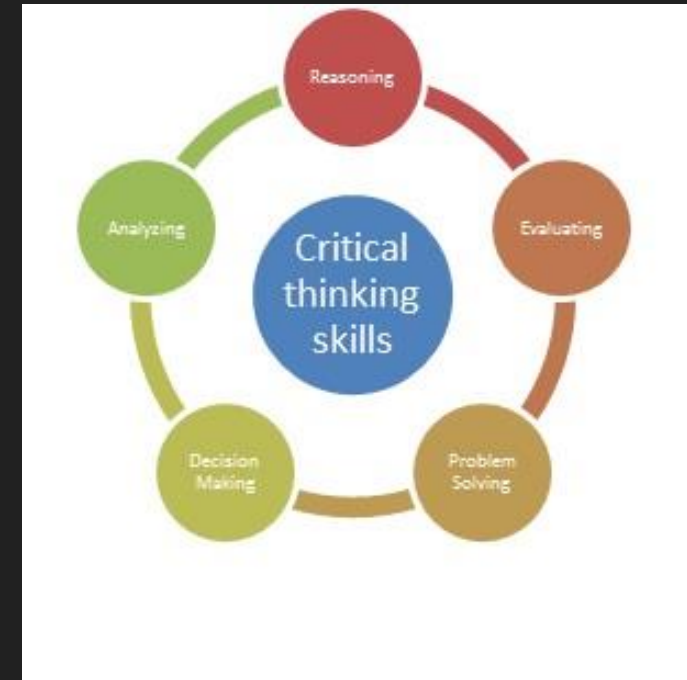 Reasoning
Evaluating
Problem
Solving
Decision
Making
Analyzing
Critical
thinking
skills